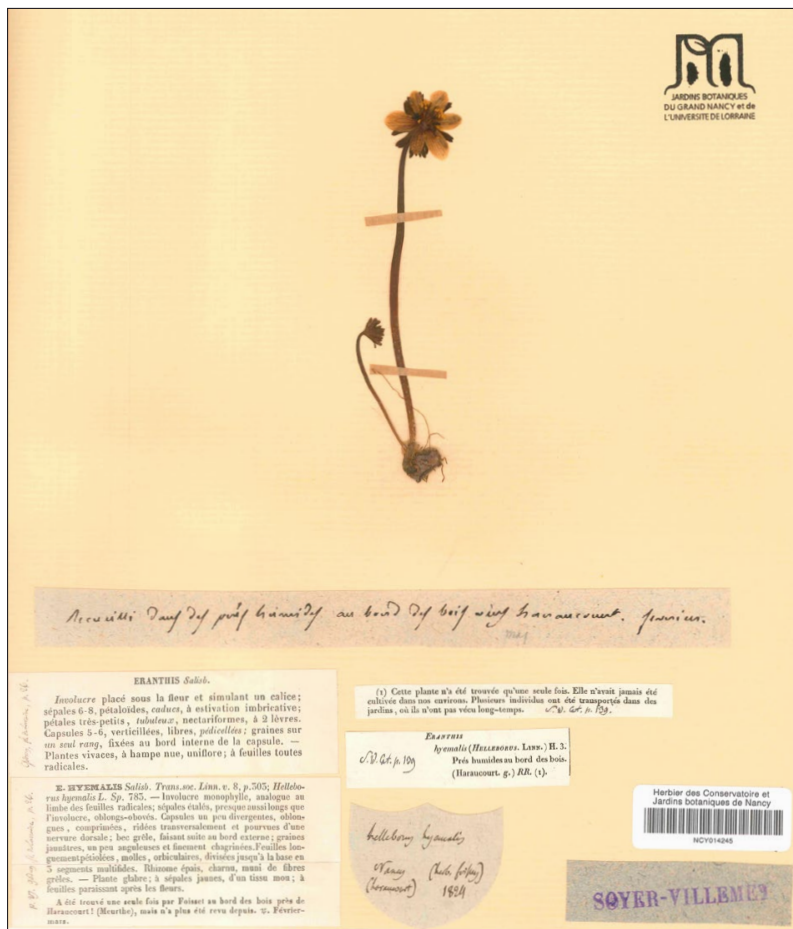 JARDINS BOTANIQUES
DU GRAND NANCY et de
L'UNIVERSITE DE LORRAINE
Recueilli dans des prés humides au bord des bois vers haraucourt.
ERANTHIS Salisb.
Involucre placé sous la fleur et simulant un calice;
sépales 6-8, pétaloïdes, caducs, à estivation imbricative;
pétales très-petits, tubuleux, nectariformes, à 2 lèvres.
Capsules 5-6, verticillées, libres, pédicellées; graines sur
un seul rang, fixées au bord interne de la capsule. —
Plantes vivaces, à hampe nue, uniflore; à feuilles toutes
radicales.
E. HYEMALIS Salisb. Trans. soc. Linn. v. 8, p. 303; Hellebo-
rus hyemalis L. Sp. 783. — Involucre monophylle, analogue au
limbe des feuilles radicales; sépales étalés, presque aussi longs que
l'involucre, oblongs-obovés. Capsules un peu divergentes, oblon-
gues, comprimées, ridées transversalement et pourvues d'une
nervure dorsale; bec grêle, faisant suite au bord externe; graines
jaunâtres, un peu anguleuses et finement chagrinées. Feuilles lon-
guement pétiolées, molles, orbiculaires, divisées jusqu'à la base en
3 segments multifides. Rhizome épais, charnu, muni de fibres
grêles. — Plante glabre; à sépales jaunes, d'un tissu mou; à
feuilles paraissant après les fleurs.
A été trouvé une seule fois par Foisset au bord des bois près de
Haraucourt! (Meurthe), mais n'a plus été revu depuis. ♃. Février-
mars.
(1) Cette plante n'a été trouvée qu'une seule fois. Elle n'avait jamais été
cultivée dans nos environs. Plusieurs individus ont été transportés dans des
jardins, où ils n'ont pas vécu long-temps. S.V. Cat. p. 109.
ERANTHIS
hyemalis (HELLEBORUS. LINN.) H. 3.
S.V. Cat. p. 109
Prés humides au bord des bois.
(Haraucourt. g.) RR. (1).
helleborus hyemalis
Nancy
(haraucourt)
1824
Herbier des Conservatoire et
Jardins botaniques de Nancy
NCY014245
SOYER-VILLEMET